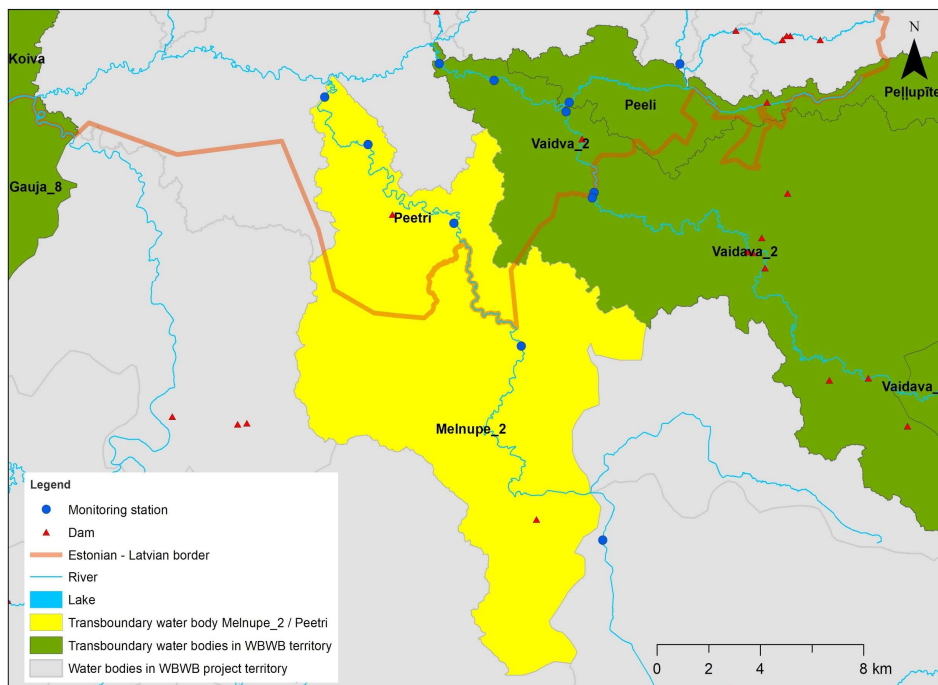 N
Koiva
Peļļupīte
Peeli
Vaidva_2
Gauja_8
Peetri
Vaidava_2
Vaidava_
Melnupe_2
Legend
Monitoring station
Dam
Estonian - Latvian border
River
Lake
Transboundary water body Melnupe_2 / Peetri
Transboundary water bodies in WBWB territory
Water bodies in WBWB project territory
0 2 4 8 km